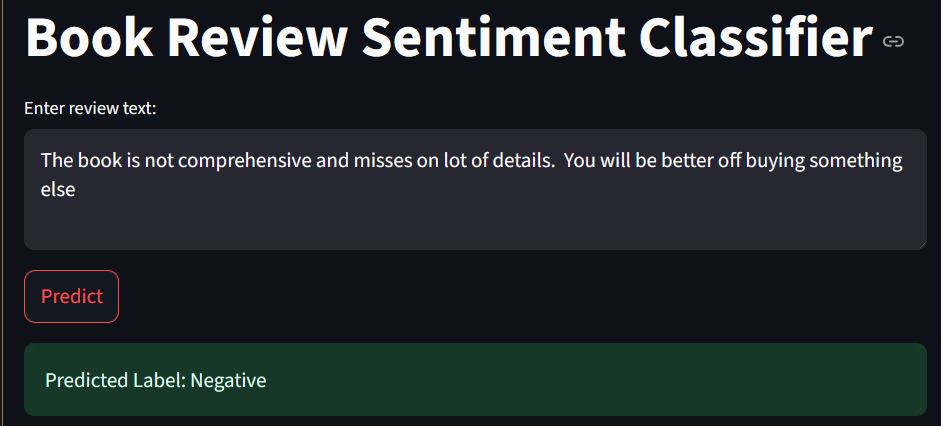 Book Review Sentiment Classifier
Enter review text:
The book is not comprehensive and misses on lot of details.  You will be better off buying something
else
Predict
Predicted Label: Negative